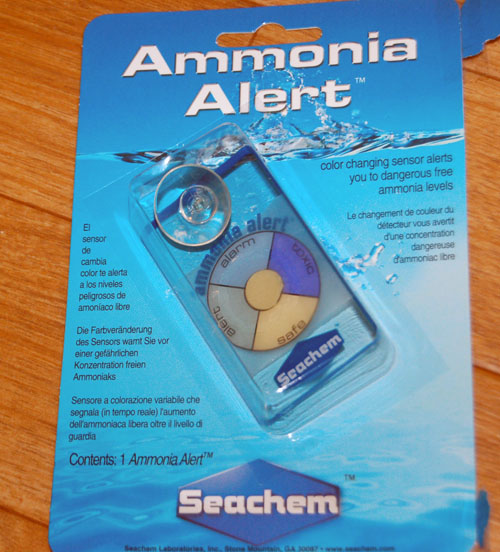 Ammonia
Alert™
color changing sensor alerts
you to dangerous free
ammonia levels
Le changement de couleur du
détecteur vous avertit
d'une concentration
dangereuse
d'ammoniac libre
ammonia alert
alarm
toxic
alert
safe
Seachem
El
sensor
de
cambia
color te alerta
a los niveles
peligrosos de
amoníaco libre
Die Farbveränderung
des Sensors warnt Sie vor
einer gefährlichen
Konzentration freien
Ammoniaks
Sensore a colorazione variabile che
segnala (in tempo reale) l'aumento
dell'ammoniaca libera oltre il livello di
guardia
Contents: 1 Ammonia Alert™
Seachem™
Seachem Laboratories, Inc., Stone Mountain, GA 30087 • www.seachem.com